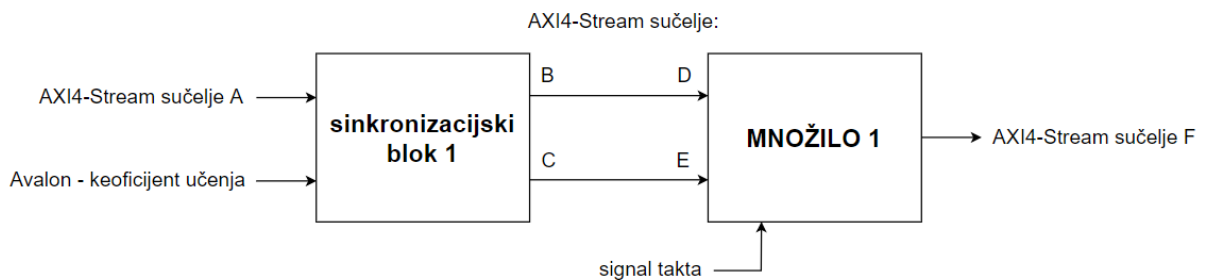 AXI4-Stream sučelje:
B
D
AXI4-Stream sučelje A
sinkronizacijski
blok 1
MNOŽILO 1
AXI4-Stream sučelje F
C
E
Avalon - keoficijent učenja
signal takta